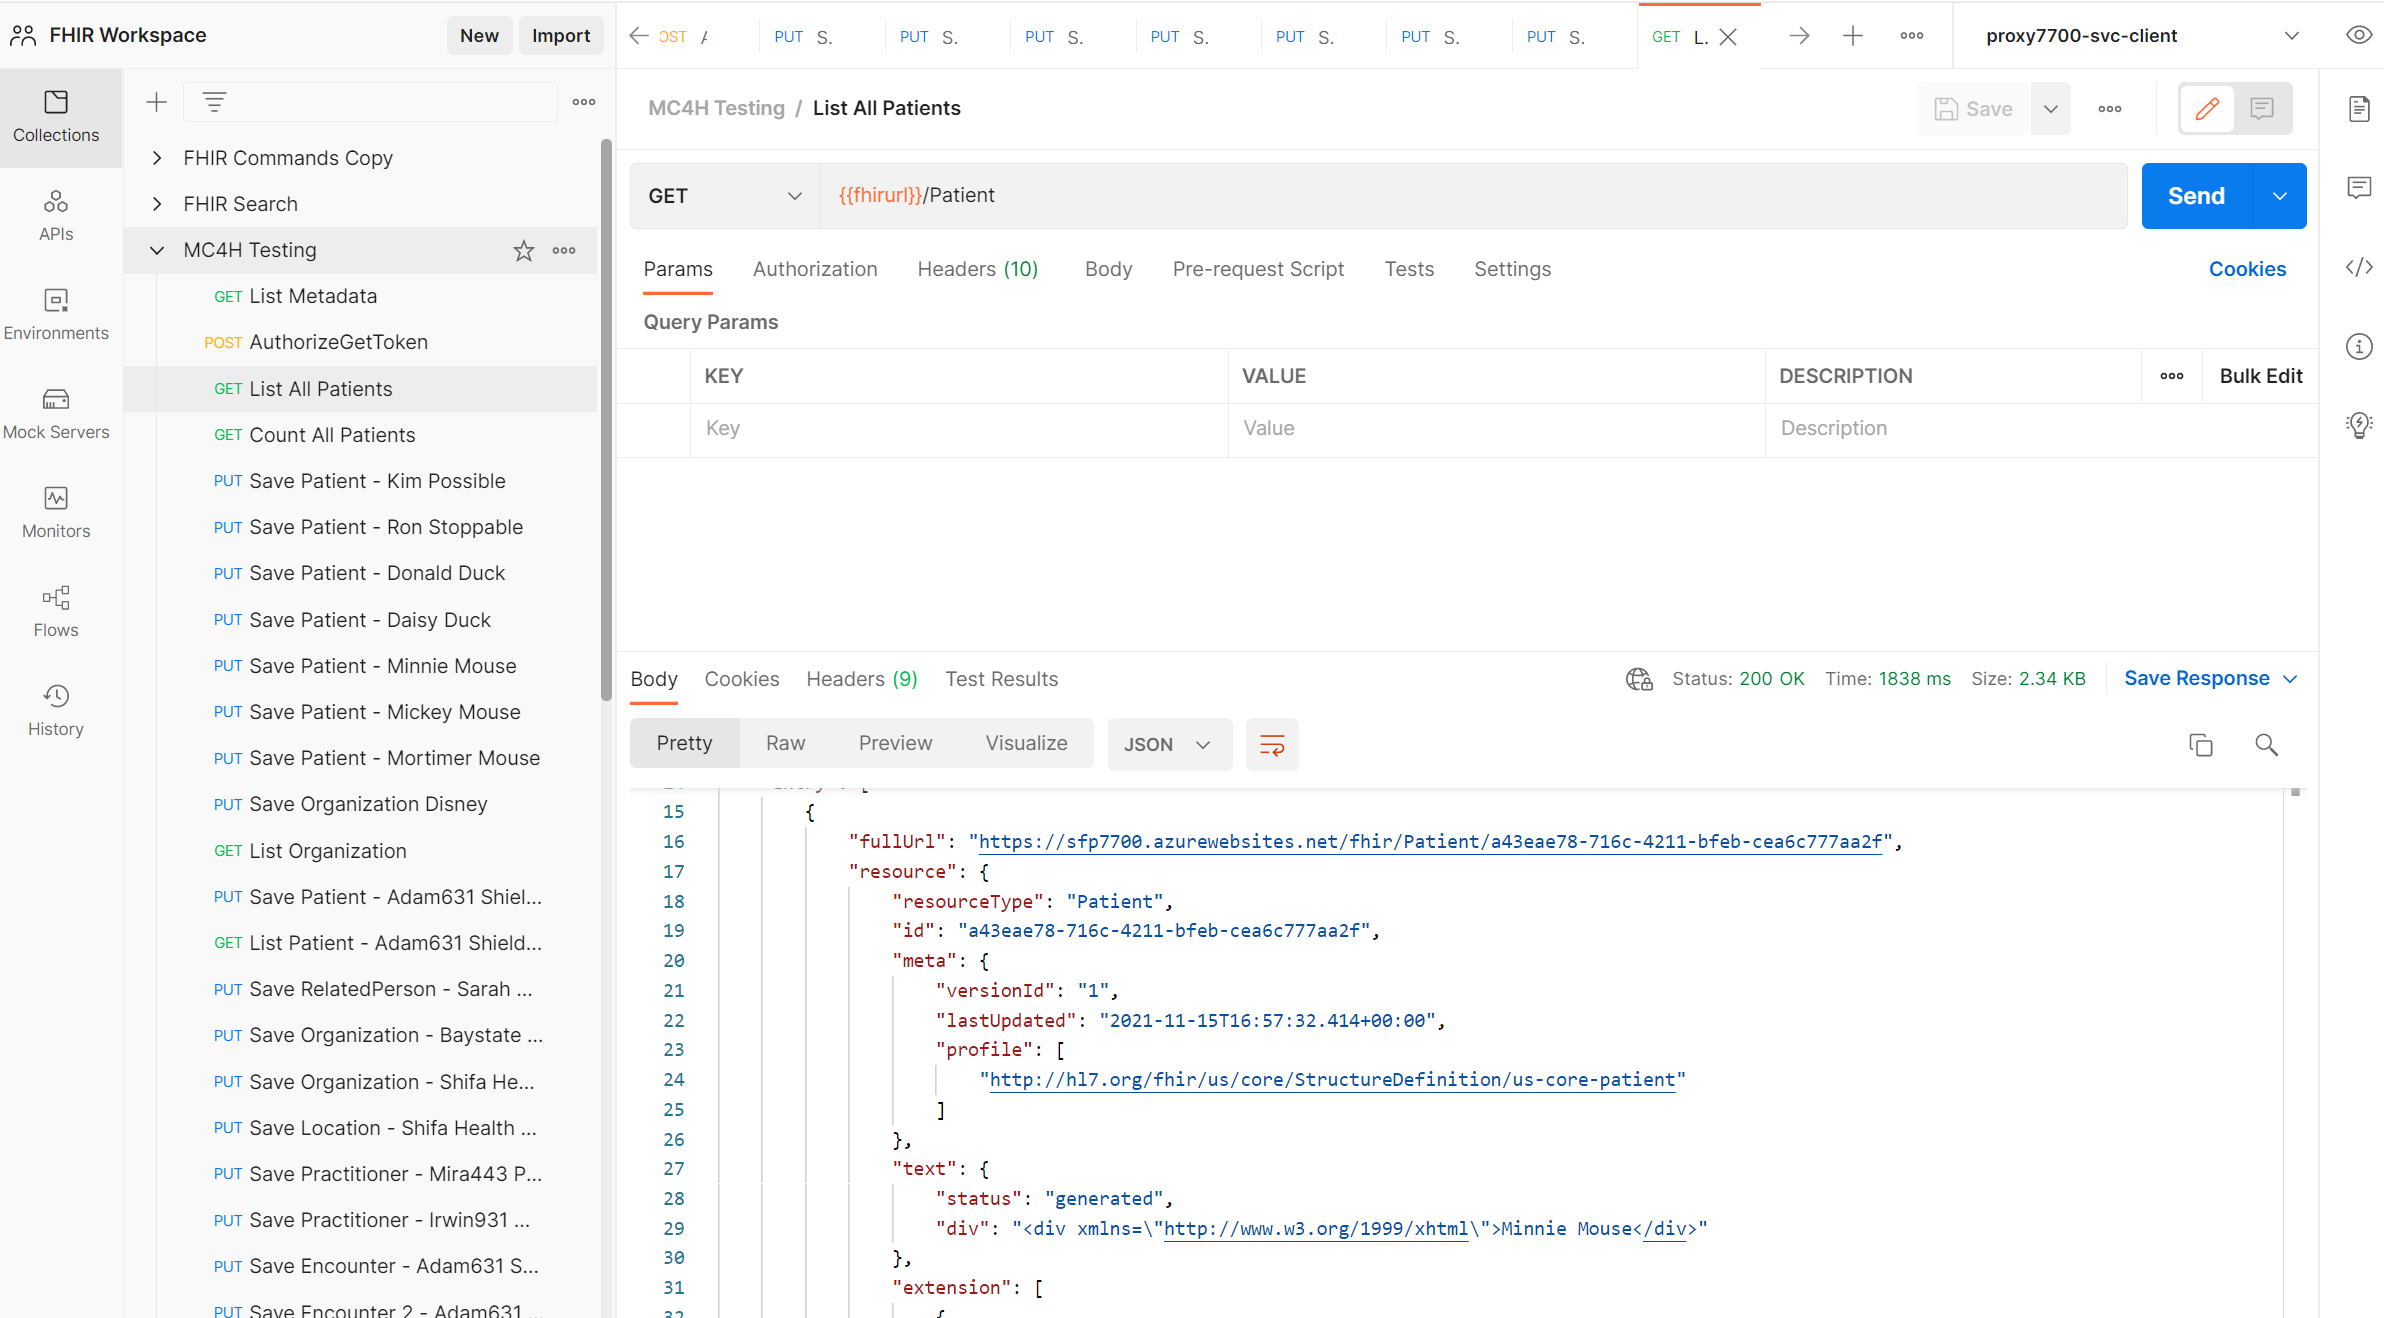 FHIR Workspace
New
Import
OST
PUT S.
PUT S.
PUT S.
PUT S.
PUT S.
PUT S.
PUT S.
GET L.
proxy7700-svc-client
Collections
APIs
Environments
Mock Servers
Monitors
Flows
History
FHIR Commands Copy
FHIR Search
MC4H Testing
GET List Metadata
POST AuthorizeGetToken
GET List All Patients
GET Count All Patients
PUT Save Patient - Kim Possible
PUT Save Patient - Ron Stoppable
PUT Save Patient - Donald Duck
PUT Save Patient - Daisy Duck
PUT Save Patient - Minnie Mouse
PUT Save Patient - Mickey Mouse
PUT Save Patient - Mortimer Mouse
PUT Save Organization Disney
GET List Organization
PUT Save Patient - Adam631 Shiel...
GET List Patient - Adam631 Shield...
PUT Save RelatedPerson - Sarah ...
PUT Save Organization - Baystate ...
PUT Save Organization - Shifa He...
PUT Save Location - Shifa Health ...
PUT Save Practitioner - Mira443 P...
PUT Save Practitioner - Irwin931 ...
PUT Save Encounter - Adam631 S...
PUT Save Encounter 2 - Adam631 ...
MC4H Testing / List All Patients
Save
GET
{{fhirurl}}/Patient
Send
Params
Authorization
Headers (10)
Body
Pre-request Script
Tests
Settings
Cookies
Query Params
KEY
VALUE
DESCRIPTION
Bulk Edit
Key
Value
Description
Body
Cookies
Headers (9)
Test Results
Status: 200 OK
Time: 1838 ms
Size: 2.34 KB
Save Response
Pretty
Raw
Preview
Visualize
JSON
15 {
16 "fullUrl": "https://sfp7700.azurewebsites.net/fhir/Patient/a43eae78-716c-4211-bfeb-cea6c777aa2f",
17 "resource": {
18 "resourceType": "Patient",
19 "id": "a43eae78-716c-4211-bfeb-cea6c777aa2f",
20 "meta": {
21 "versionId": "1",
22 "lastUpdated": "2021-11-15T16:57:32.414+00:00",
23 "profile": [
24 "http://hl7.org/fhir/us/core/StructureDefinition/us-core-patient"
25 ]
26 },
27 "text": {
28 "status": "generated",
29 "div": "<div xmlns=\"http://www.w3.org/1999/xhtml\">Minnie Mouse</div>"
30 },
31 "extension": [
32 {